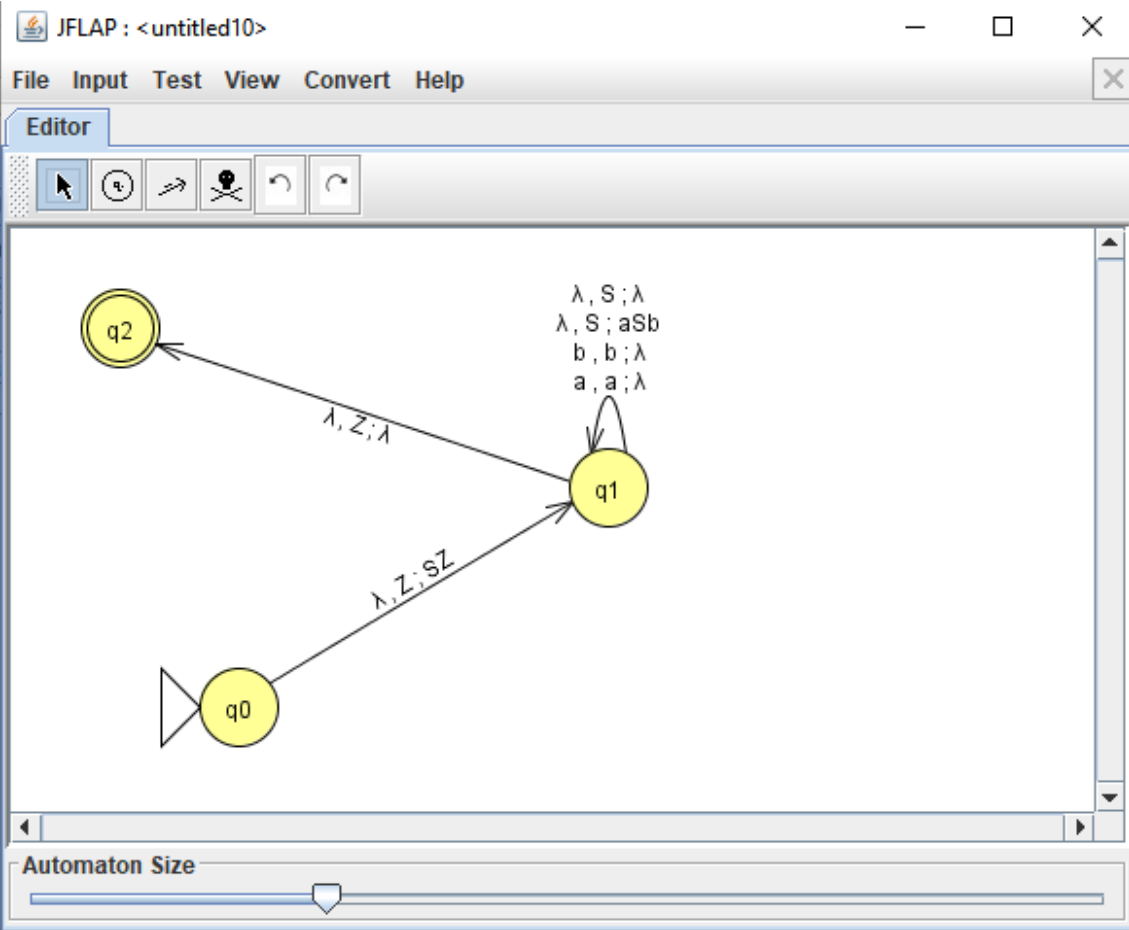 JFLAP : <untitled10>
File Input Test View Convert Help
Editor
λ , S ; λ
λ , S ; aSb
b , b ; λ
a , a ; λ
q2
λ , Z ; λ
q1
λ , Z ; SZ
q0
Automaton Size